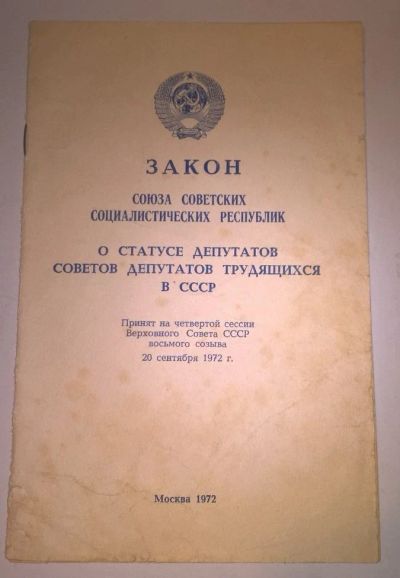 ЗАКОН
СОЮЗА СОВЕТСКИХ
СОЦИАЛИСТИЧЕСКИХ РЕСПУБЛИК
О СТАТУСЕ ДЕПУТАТОВ
СОВЕТОВ ДЕПУТАТОВ ТРУДЯЩИХСЯ
В СССР
Принят на четвертой сессии
Верховного Совета СССР
восьмого созыва
20 сентября 1972 г.
Москва 1972